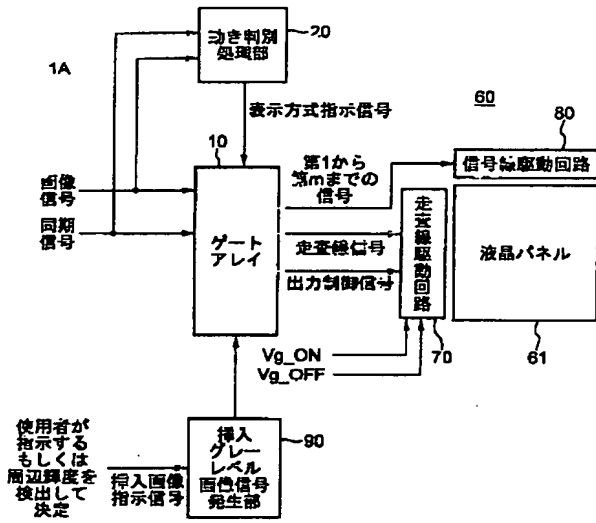 1A
動き判別
処理部
20
表示方式指示信号
60
80
10
画像
信号
同期
信号
ゲート
アレイ
第1から
第mまでの
信号
信号線駆動回路
走査線信号
出力制御信号
走査線駆動回路
液晶パネル
70
61
Vg_ON
Vg_OFF
使用者が
指示する
もしくは
周辺輝度を
検出して
決定
挿入画像
指示信号
挿入
グレー
レベル
画像信号
発生部
90